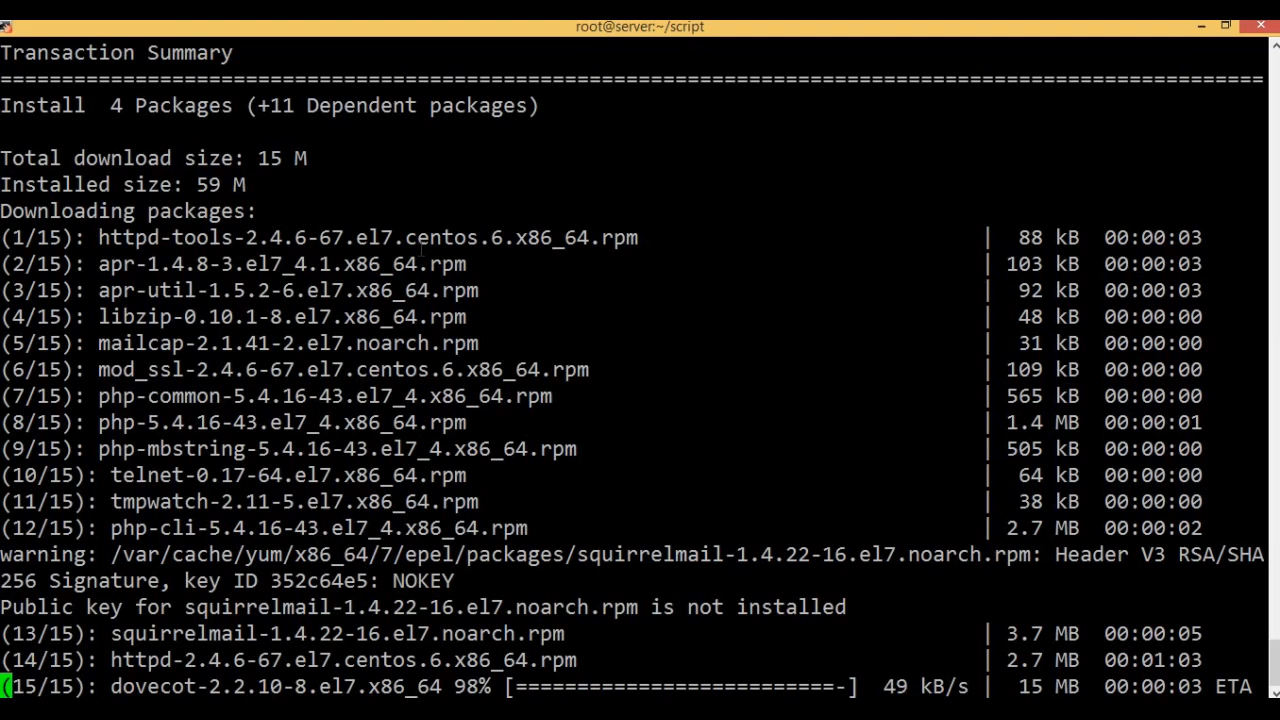 root@server:~/script
Transaction Summary
================================================================================
Install  4 Packages (+11 Dependent packages)
Total download size: 15 M
Installed size: 59 M
Downloading packages:
(1/15): httpd-tools-2.4.6-67.el7.centos.6.x86_64.rpm | 88 kB 00:00:03
(2/15): apr-1.4.8-3.el7_4.1.x86_64.rpm | 103 kB 00:00:03
(3/15): apr-util-1.5.2-6.el7.x86_64.rpm | 92 kB 00:00:03
(4/15): libzip-0.10.1-8.el7.x86_64.rpm | 48 kB 00:00:00
(5/15): mailcap-2.1.41-2.el7.noarch.rpm | 31 kB 00:00:00
(6/15): mod_ssl-2.4.6-67.el7.centos.6.x86_64.rpm | 109 kB 00:00:00
(7/15): php-common-5.4.16-43.el7_4.x86_64.rpm | 565 kB 00:00:00
(8/15): php-5.4.16-43.el7_4.x86_64.rpm | 1.4 MB 00:00:01
(9/15): php-mbstring-5.4.16-43.el7_4.x86_64.rpm | 505 kB 00:00:00
(10/15): telnet-0.17-64.el7.x86_64.rpm | 64 kB 00:00:00
(11/15): tmpwatch-2.11-5.el7.x86_64.rpm | 38 kB 00:00:00
(12/15): php-cli-5.4.16-43.el7_4.x86_64.rpm | 2.7 MB 00:00:02
warning: /var/cache/yum/x86_64/7/epel/packages/squirrelmail-1.4.22-16.el7.noarch.rpm: Header V3 RSA/SHA
256 Signature, key ID 352c64e5: NOKEY
Public key for squirrelmail-1.4.22-16.el7.noarch.rpm is not installed
(13/15): squirrelmail-1.4.22-16.el7.noarch.rpm | 3.7 MB 00:00:05
(14/15): httpd-2.4.6-67.el7.centos.6.x86_64.rpm | 2.7 MB 00:01:03
(15/15): dovecot-2.2.10-8.el7.x86_64 98% [==========================-] 49 kB/s | 15 MB 00:00:03 ETA